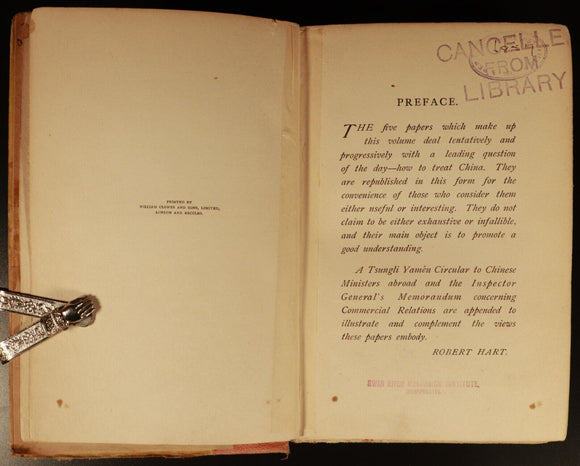 PRINTED BY
WILLIAM CLOWES AND SONS, LIMITED,
LONDON AND BECCLES.
CANCELLE
FROM
LIBRARY
PREFACE.
THE five papers which make up
this volume deal tentatively and
progressively with a leading question
of the day—how to treat China. They
are republished in this form for the
convenience of those who consider them
either useful or interesting. They do not
claim to be either exhaustive or infallible,
and their main object is to promote a
good understanding.
A Tsungli Yamên Circular to Chinese
Ministers abroad and the Inspector
General's Memorandum concerning
Commercial Relations are appended to
illustrate and complement the views
these papers embody.
ROBERT HART.
INSTITUTE,